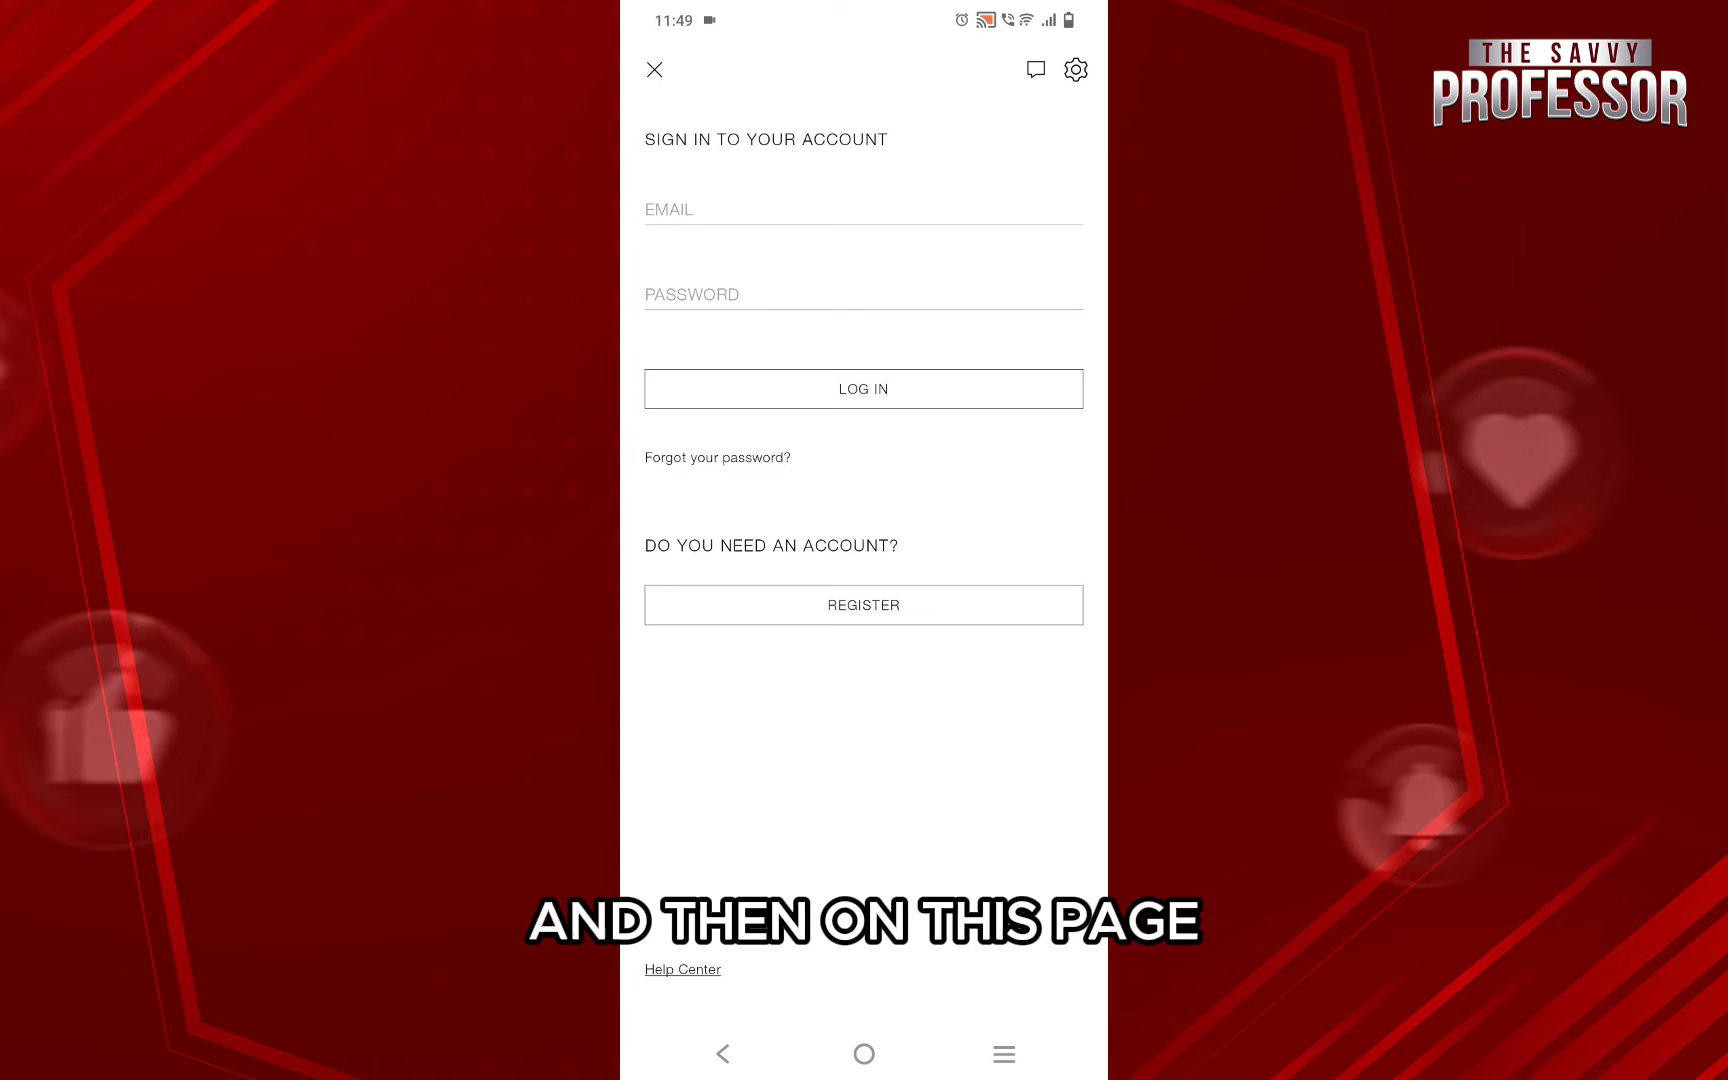 11:49
THE SAVVY
PROFESSOR
SIGN IN TO YOUR ACCOUNT
EMAIL
PASSWORD
LOG IN
Forgot your password?
DO YOU NEED AN ACCOUNT?
REGISTER
AND THEN ON THIS PAGE
Help Center